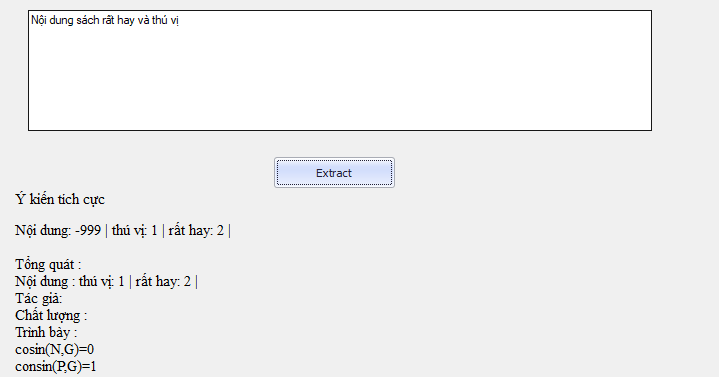 Nội dung sách rất hay và thú vị
Extract
Ý kiến tích cực
Nội dung: -999 | thú vị: 1 | rất hay: 2 |
Tổng quát :
Nội dung : thú vị: 1 | rất hay: 2 |
Tác giả:
Chất lượng :
Trình bày :
cosin(N,G)=0
consin(P,G)=1